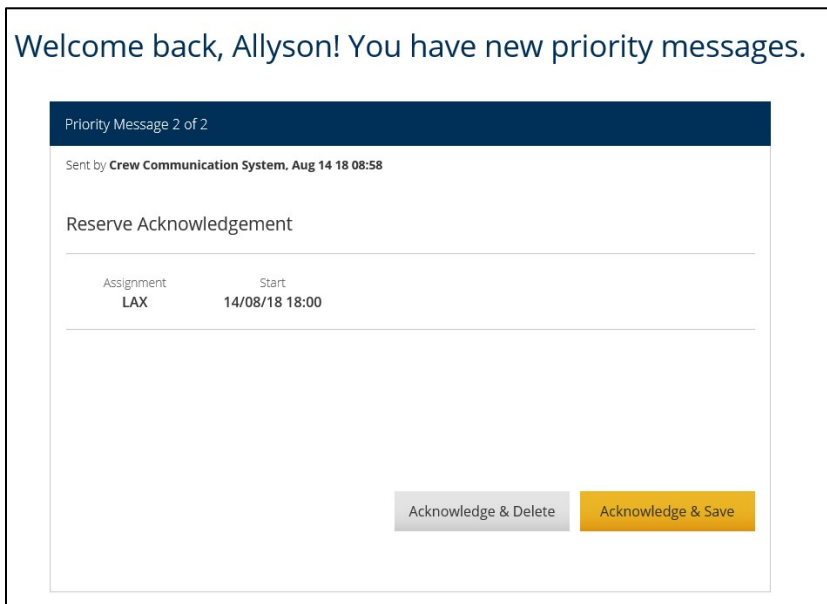 Welcome back, Allyson! You have new priority messages.
Priority Message 2 of 2
Sent by Crew Communication System, Aug 14 18 08:58
Reserve Acknowledgement
Assignment Start
LAX 14/08/18 18:00
Acknowledge & Delete Acknowledge & Save